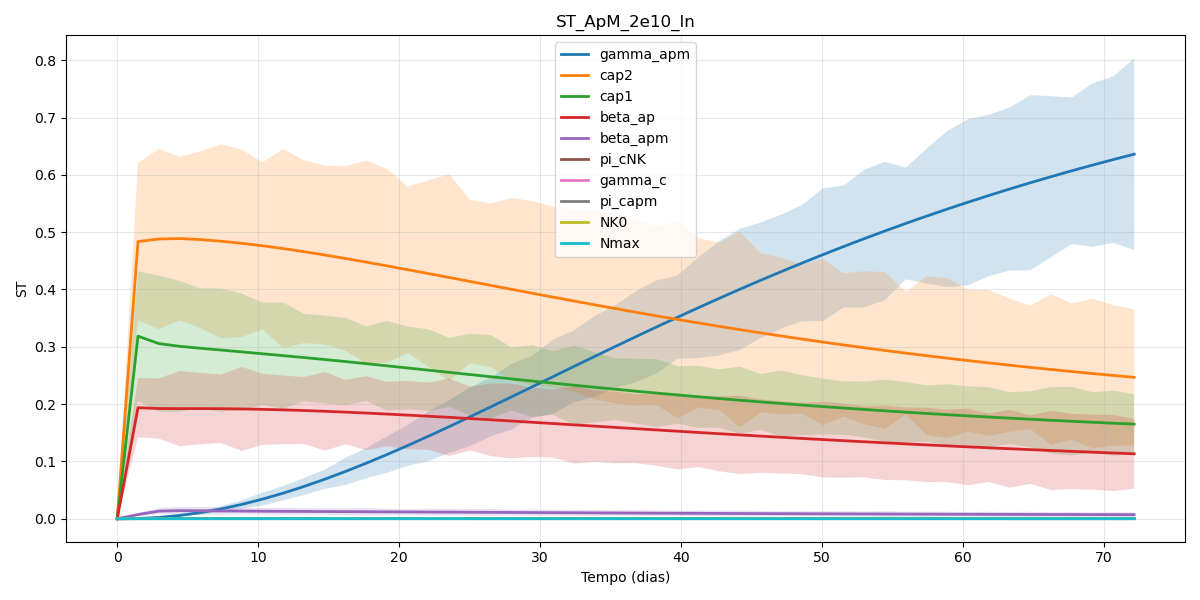 ST_ApM_2e10_ln
gamma_apm
cap2
cap1
beta_ap
beta_apm
pi_cNK
gamma_c
pi_capm
NK0
Nmax
ST
0.8
0.7
0.6
0.5
0.4
0.3
0.2
0.1
0.0
0 10 20 30 40 50 60 70
Tempo (dias)